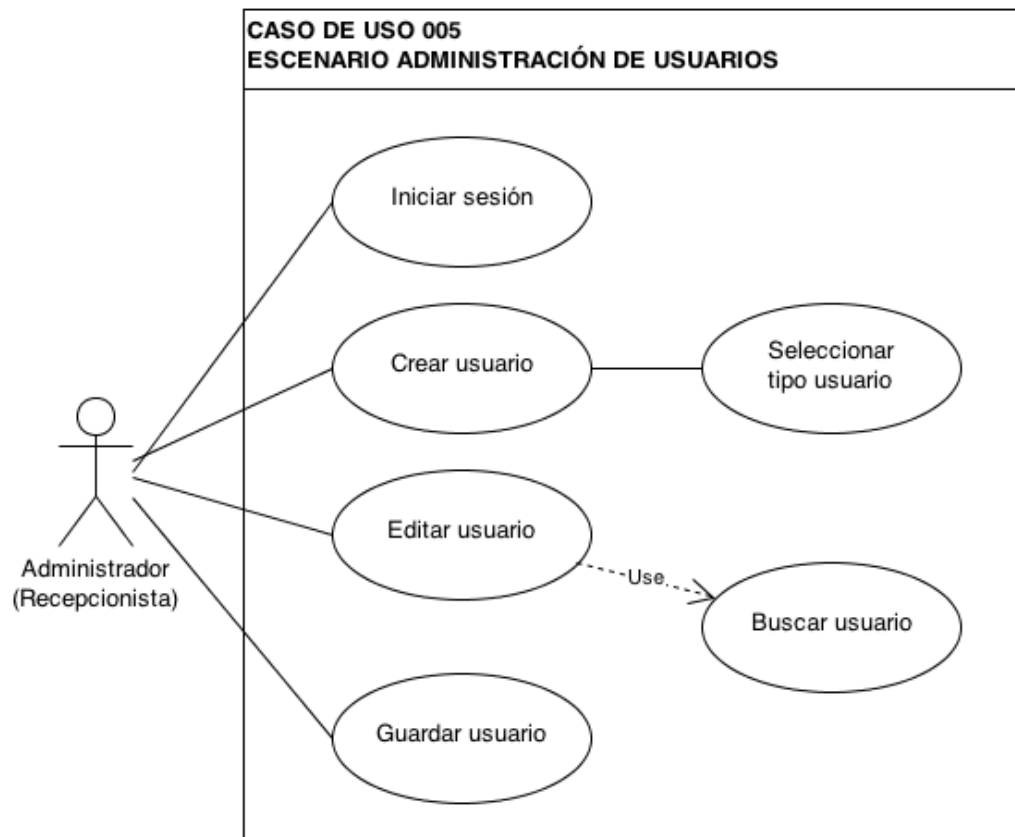 CASO DE USO 005
ESCENARIO ADMINISTRACIÓN DE USUARIOS
Iniciar sesión
Crear usuario
Seleccionar
tipo usuario
Editar usuario
Use
Buscar usuario
Administrador
(Recepcionista)
Guardar usuario